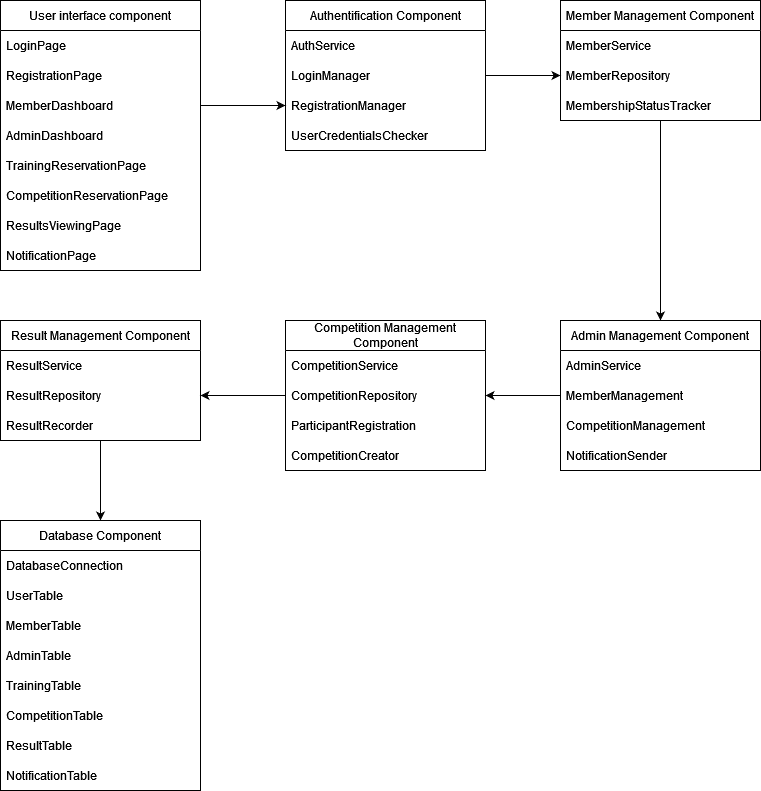 User interface component
LoginPage
RegistrationPage
MemberDashboard
AdminDashboard
TrainingReservationPage
CompetitionReservationPage
ResultsViewingPage
NotificationPage
Authentification Component
AuthService
LoginManager
RegistrationManager
UserCredentialsChecker
Member Management Component
MemberService
MemberRepository
MembershipStatusTracker
Result Management Component
ResultService
ResultRepository
ResultRecorder
Competition Management
Component
CompetitionService
CompetitionRepository
ParticipantRegistration
CompetitionCreator
Admin Management Component
AdminService
MemberManagement
CompetitionManagement
NotificationSender
Database Component
DatabaseConnection
UserTable
MemberTable
AdminTable
TrainingTable
CompetitionTable
ResultTable
NotificationTable